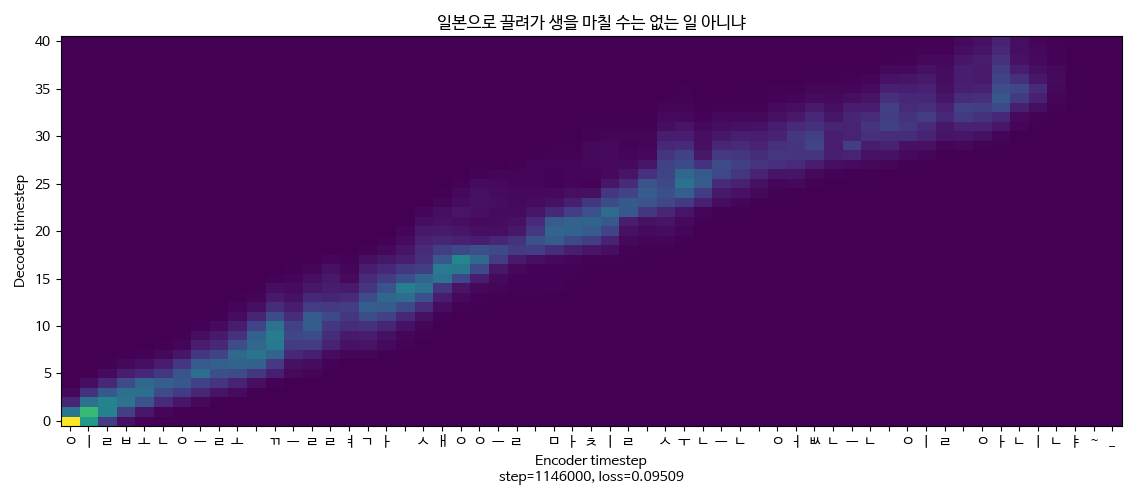 일본으로 끌려가 생을 마칠 수는 없는 일 아니냐
40
35
30
25
20
15
10
5
0
Decoder timestep
ㅇ ㅣ ㄹ ㅂ ㅗ ㄴ ㅇ ㅡ ㄹ ㅗ ㄲ ㅡ ㄹ ㄹ ㅕ ㄱ ㅏ ㅅ ㅐ ㅇ ㅇ ㅡ ㄹ ㅁ ㅏ ㅊ ㅣ ㄹ ㅅ ㅜ ㄴ ㅡ ㄴ ㅇ ㅓ ㅄ ㄴ ㅡ ㄴ ㅇ ㅣ ㄹ ㅇ ㅏ ㄴ ㅣ ㄴ ㅑ ~ _
Encoder timestep
step=1146000, loss=0.09509